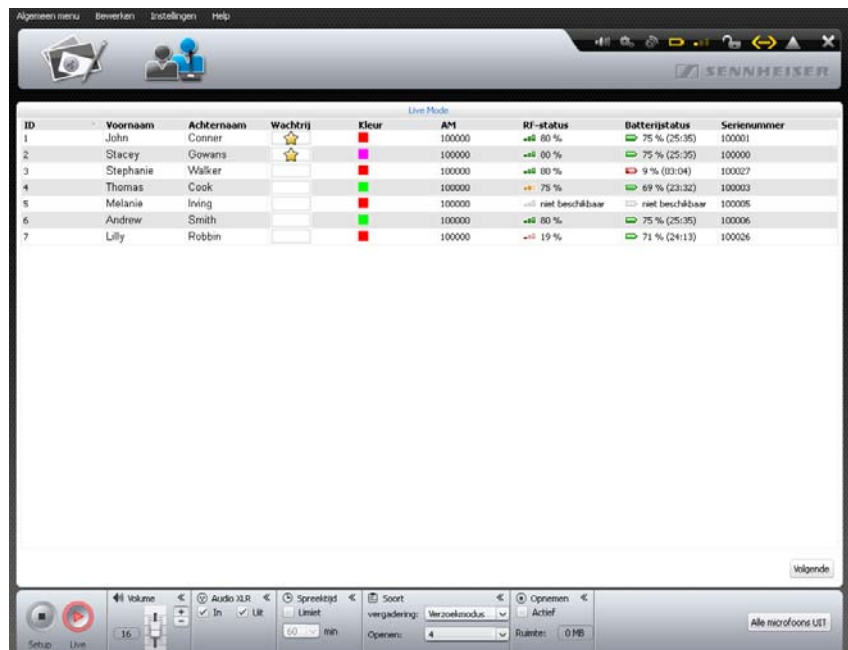 Algemeen menu Bewerken Instellingen Help
SENNHEISER
Live Mode
ID Voornaam Achternaam Wachtrij Kleur AM RF-status Batterijstatus Serienummer
1 John Conner 100000 80 % 75 % (25:35) 100001
2 Stacey Gowans 100000 80 % 75 % (25:35) 100000
3 Stephanie Walker 100000 80 % 9 % (03:04) 100027
4 Thomas Cook 100000 75 % 69 % (23:32) 100003
5 Melanie Irving 100000 niet beschikbaar niet beschikbaar 100005
6 Andrew Smith 100000 80 % 75 % (25:35) 100006
7 Lilly Robbin 100000 19 % 71 % (24:13) 100026
Volgende
Volume Audio XLR Spreektijd Soort Opnemen
+ In Uit Limiet vergadering: Verzoekmodus Actief
- Alle microfoons UIT
16 60 min Openen: 4 Ruimte: 0 MB
Setup Live